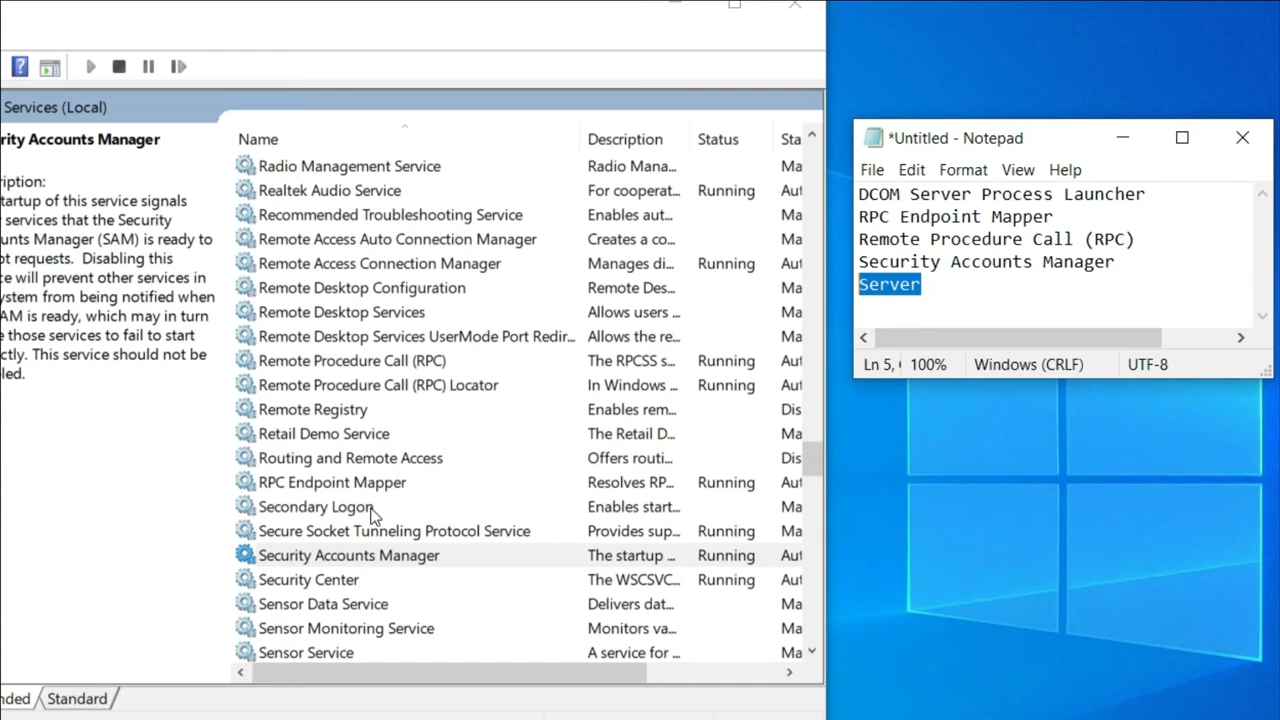 Services (Local)
rity Accounts Manager
ription:
tartup of this service signals
services that the Security
unts Manager (SAM) is ready to
ot requests. Disabling this
ce will prevent other services in
ystem from being notified when
AM is ready, which may in turn
e those services to fail to start
ctly. This service should not be
led.
Name Description Status Sta
Radio Management Service Radio Mana... Ma
Realtek Audio Service For cooperat... Running Aut
Recommended Troubleshooting Service Enables aut... Ma
Remote Access Auto Connection Manager Creates a co... Ma
Remote Access Connection Manager Manages di... Running Ma
Remote Desktop Configuration Remote Des... Ma
Remote Desktop Services Allows users ... Ma
Remote Desktop Services UserMode Port Redir... Allows the re... Ma
Remote Procedure Call (RPC) The RPCSS s... Running Aut
Remote Procedure Call (RPC) Locator In Windows ... Running Aut
Remote Registry Enables rem... Dis
Retail Demo Service The Retail D... Ma
Routing and Remote Access Offers routi... Dis
RPC Endpoint Mapper Resolves RP... Running Aut
Secondary Logon Enables start... Ma
Secure Socket Tunneling Protocol Service Provides sup... Running Ma
Security Accounts Manager The startup ... Running Aut
Security Center The WSCSVC... Running Aut
Sensor Data Service Delivers dat... Ma
Sensor Monitoring Service Monitors va... Ma
Sensor Service A service for ... Ma
nded Standard
*Untitled - Notepad
File Edit Format View Help
DCOM Server Process Launcher
RPC Endpoint Mapper
Remote Procedure Call (RPC)
Security Accounts Manager
Server
Ln 5, 100% Windows (CRLF) UTF-8